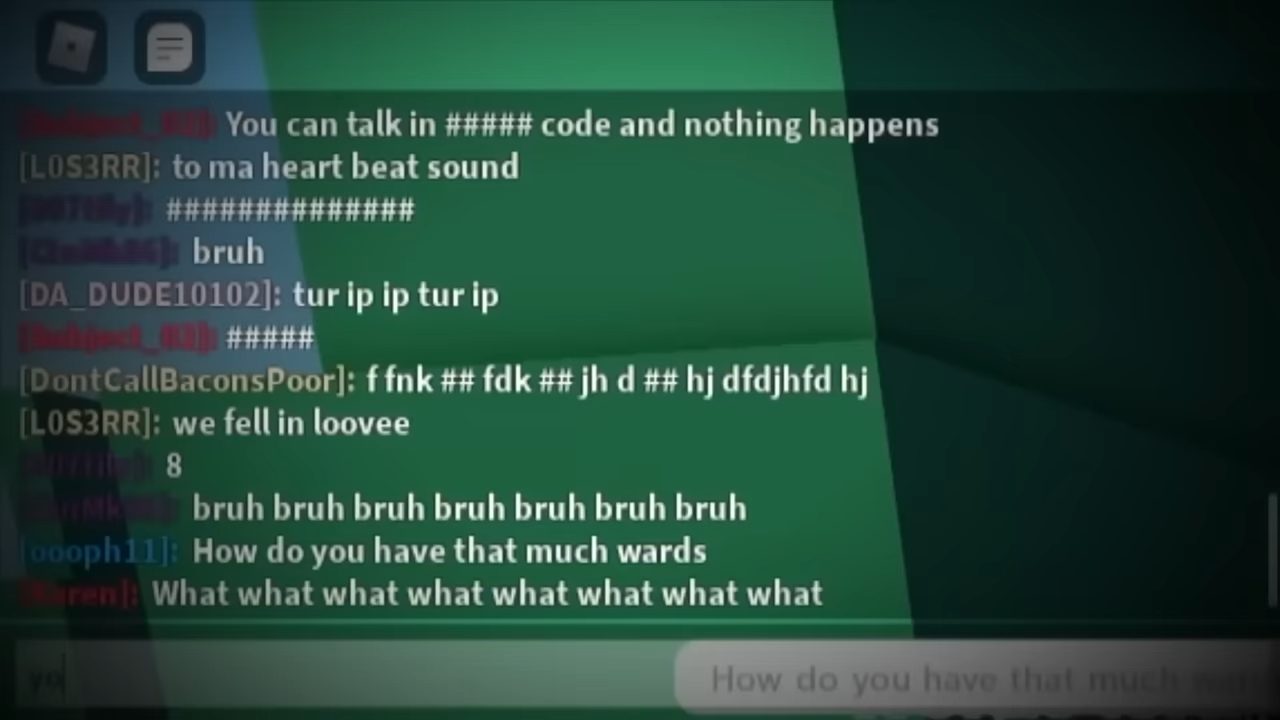 You can talk in ##### code and nothing happens
[L0S3RR]: to ma heart beat sound
##############
bruh
[DA_DUDE10102]: tur ip ip tur ip
#####
[DontCallBaconsPoor]: f fnk ## fdk ## jh d ## hj dfdjhfd hj
[L0S3RR]: we fell in loovee
8
bruh bruh bruh bruh bruh bruh bruh
[oooph11]: How do you have that much wards
[Karen]: What what what what what what what what
yo
How do you have that much